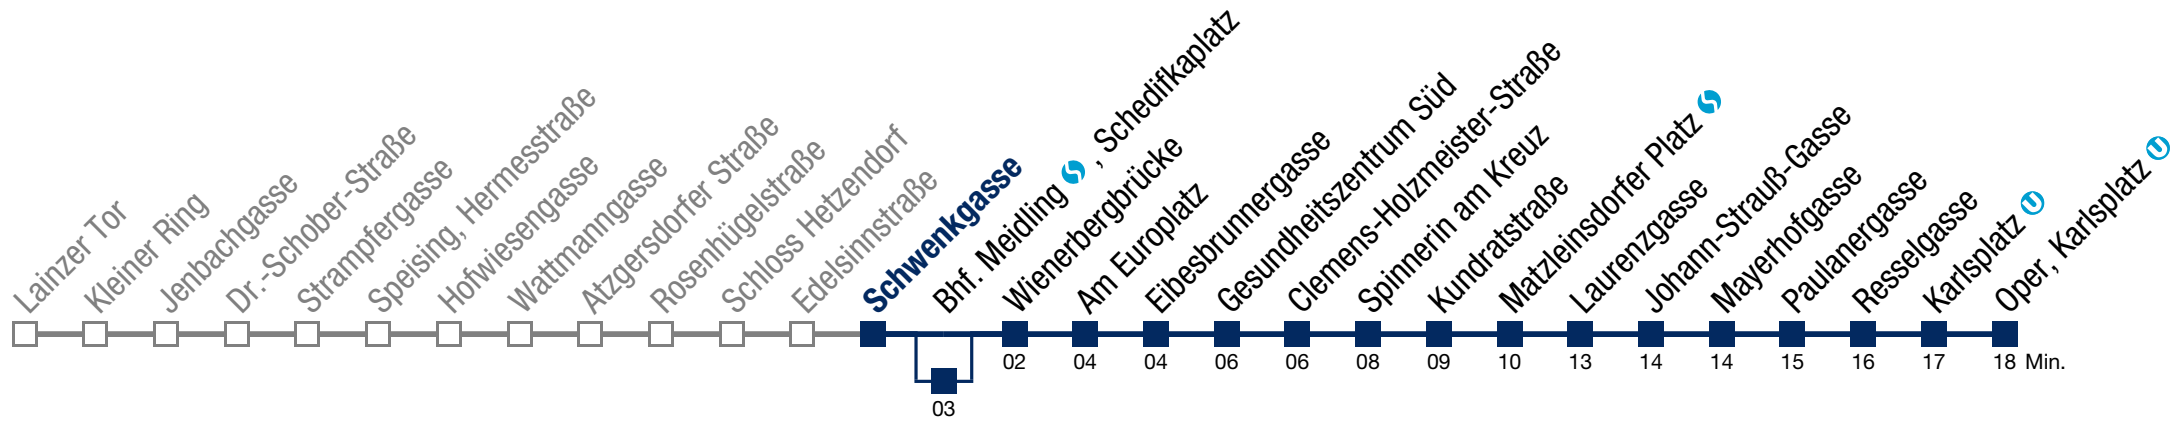 Lainzer Tor
Kleiner Ring
Jenbachgasse
Dr.-Schober-Straße
Strampfergasse
Speising, Hermesstraße
Hofwiesengasse
Wattmanngasse
Atzgersdorfer Straße
Rosenhügelstraße
Schloss Hetzendorf
Edelsinnstraße
Schwenkgasse
Bhf. Meidling S, Schedifkaplatz
Wienerbergbrücke
Am Europlatz
Eibesbrunnergasse
Gesundheitszentrum Süd
Clemens-Holzmeister-Straße
Spinnerin am Kreuz
Kundratstraße
Matzleinsdorfer Platz S
Laurenzgasse
Johann-Strauß-Gasse
Mayerhofgasse
Paulanergasse
Resselgasse
Karlsplatz U
Oper, Karlsplatz U
02 04 04 06 06 08 09 10 13 14 14 15 16 17 18 Min.
03